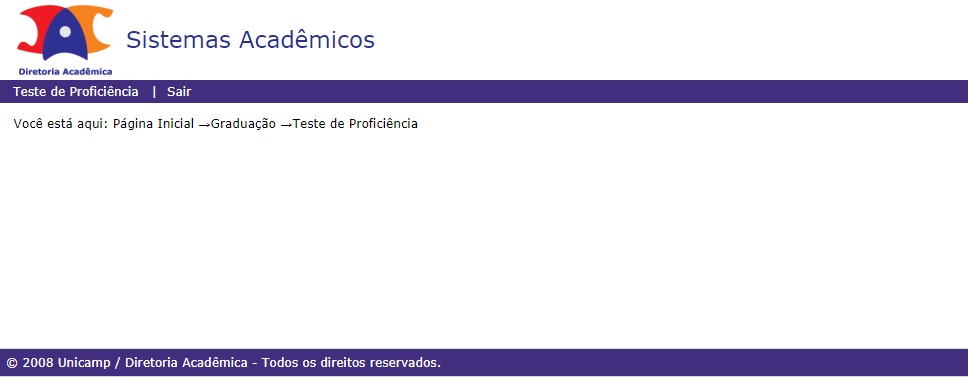 Diretoria Acadêmica
Sistemas Acadêmicos
Teste de Proficiência | Sair
Você está aqui: Página Inicial →Graduação →Teste de Proficiência
© 2008 Unicamp / Diretoria Acadêmica - Todos os direitos reservados.